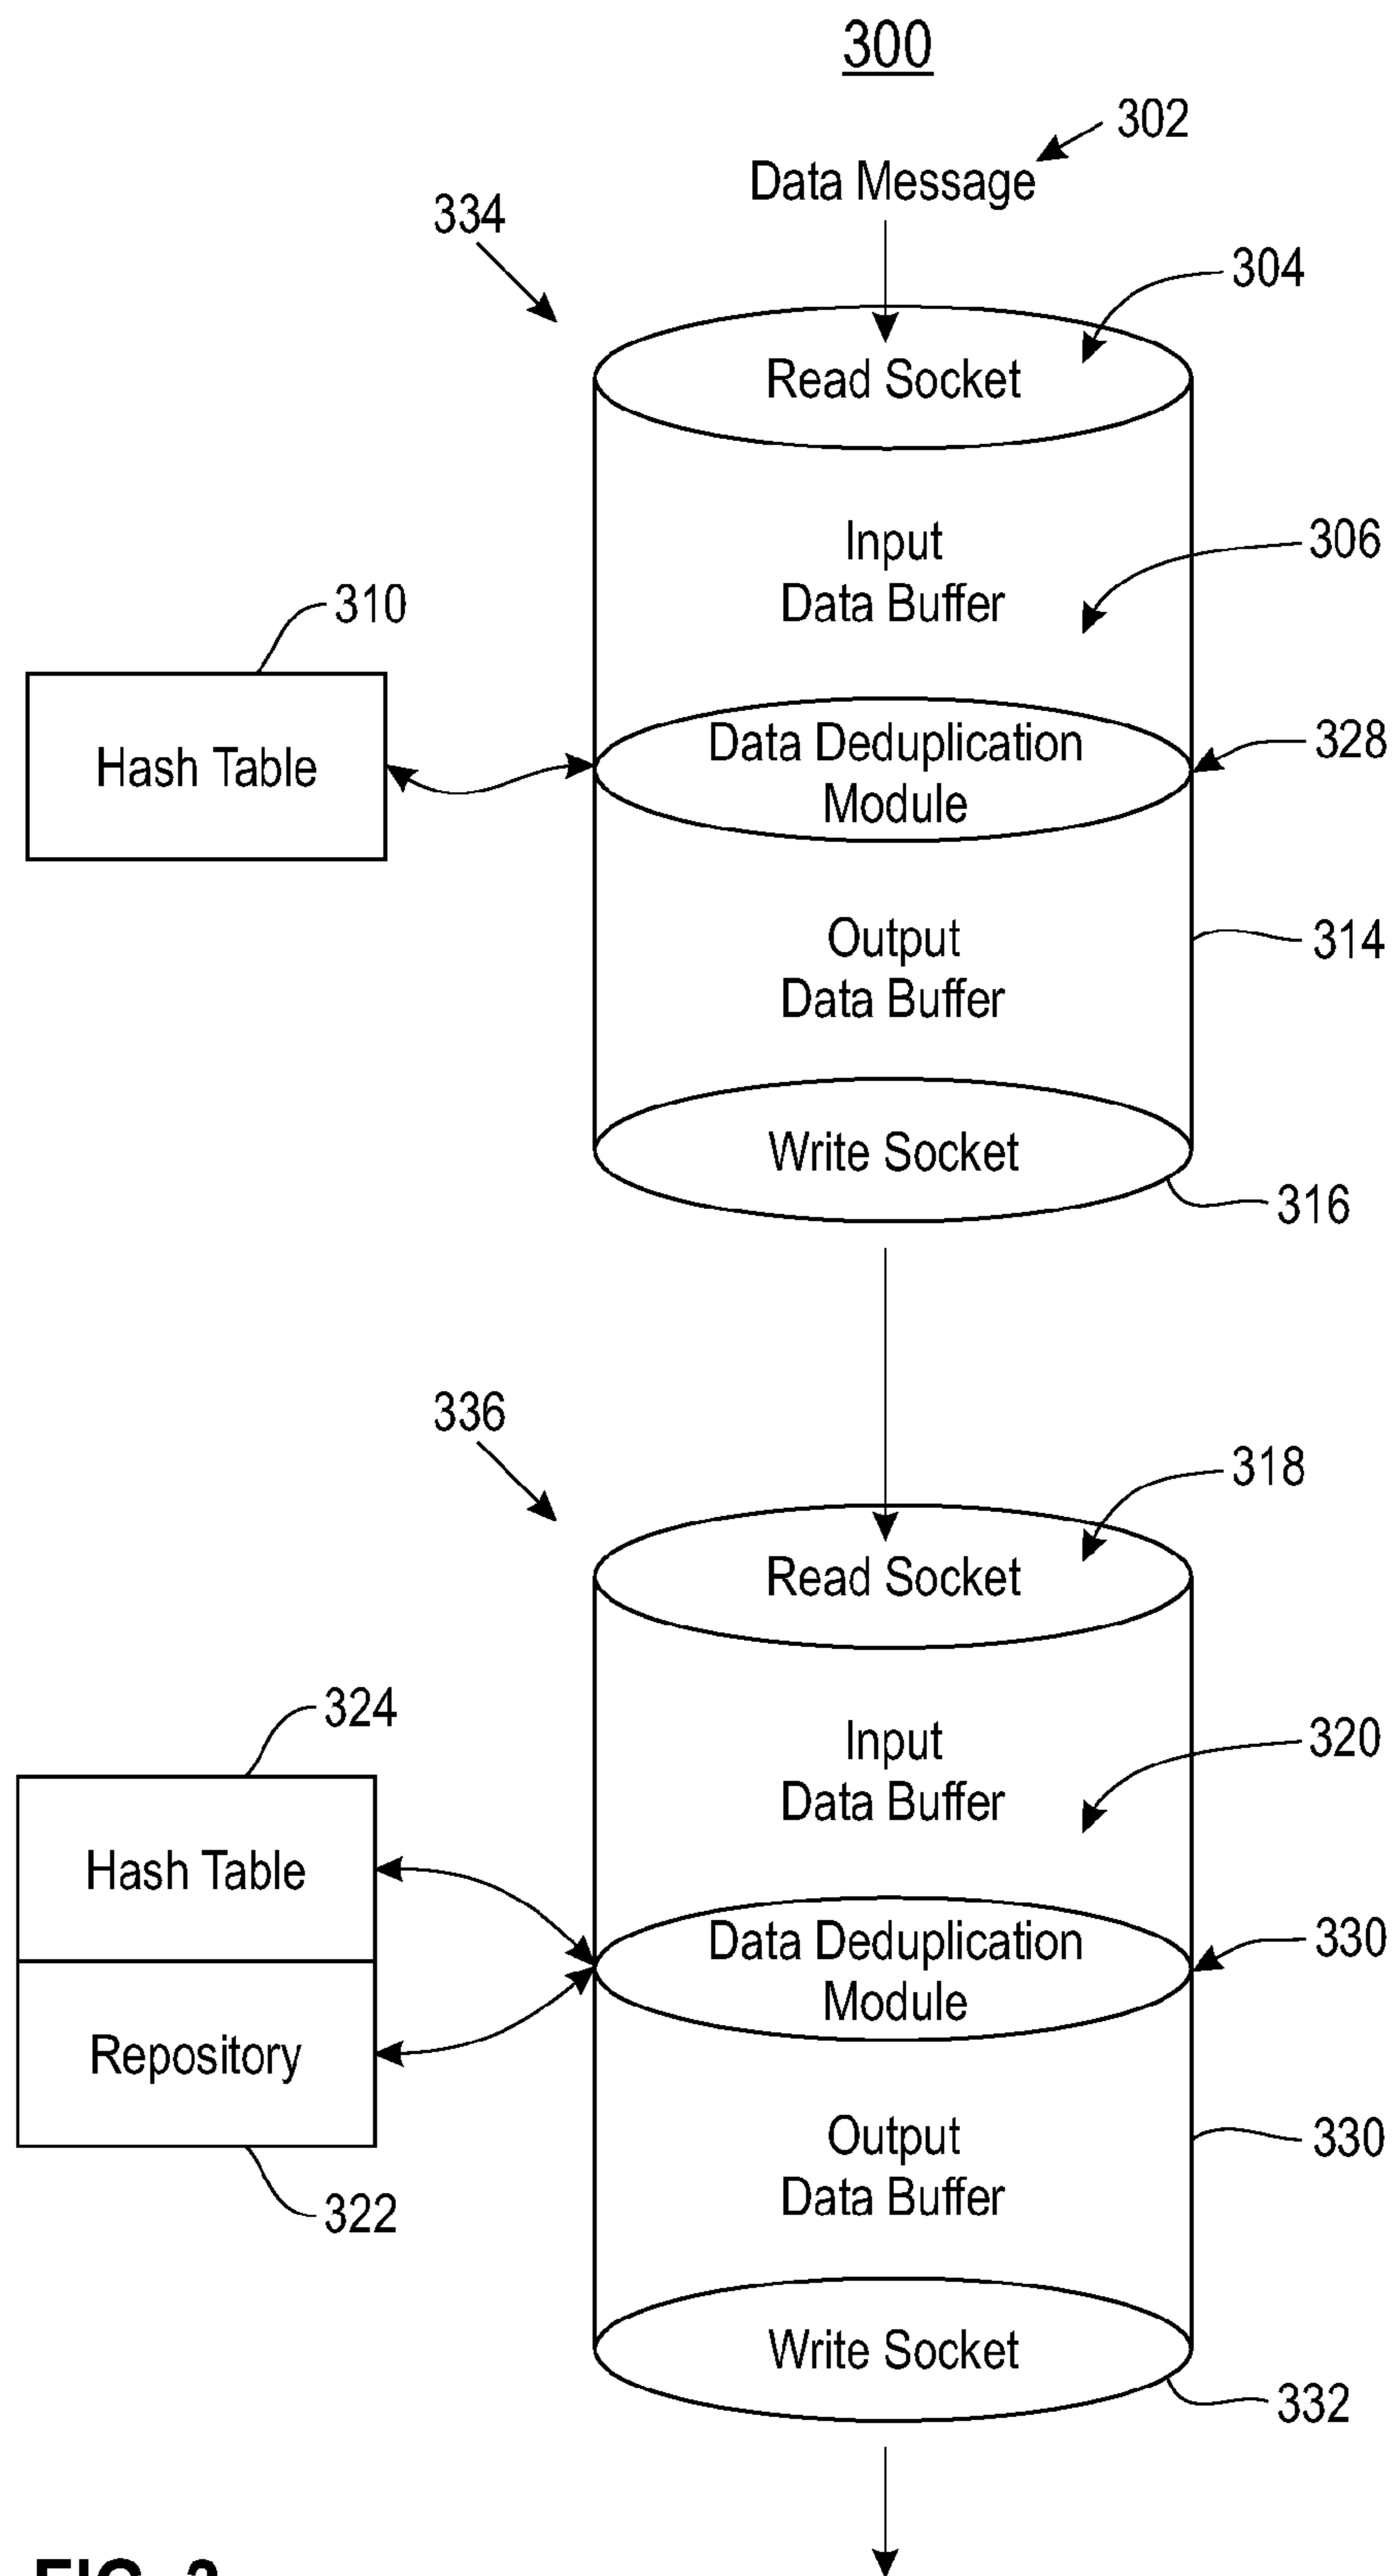 300
302
Data Message
334
304
Read Socket
Input
Data Buffer
306
310
Hash Table
Data Deduplication
Module
328
Output
Data Buffer
314
Write Socket
316
336
318
Read Socket
324
Input
Data Buffer
320
Hash Table
Data Deduplication
Module
330
Repository
Output
Data Buffer
330
322
Write Socket
332